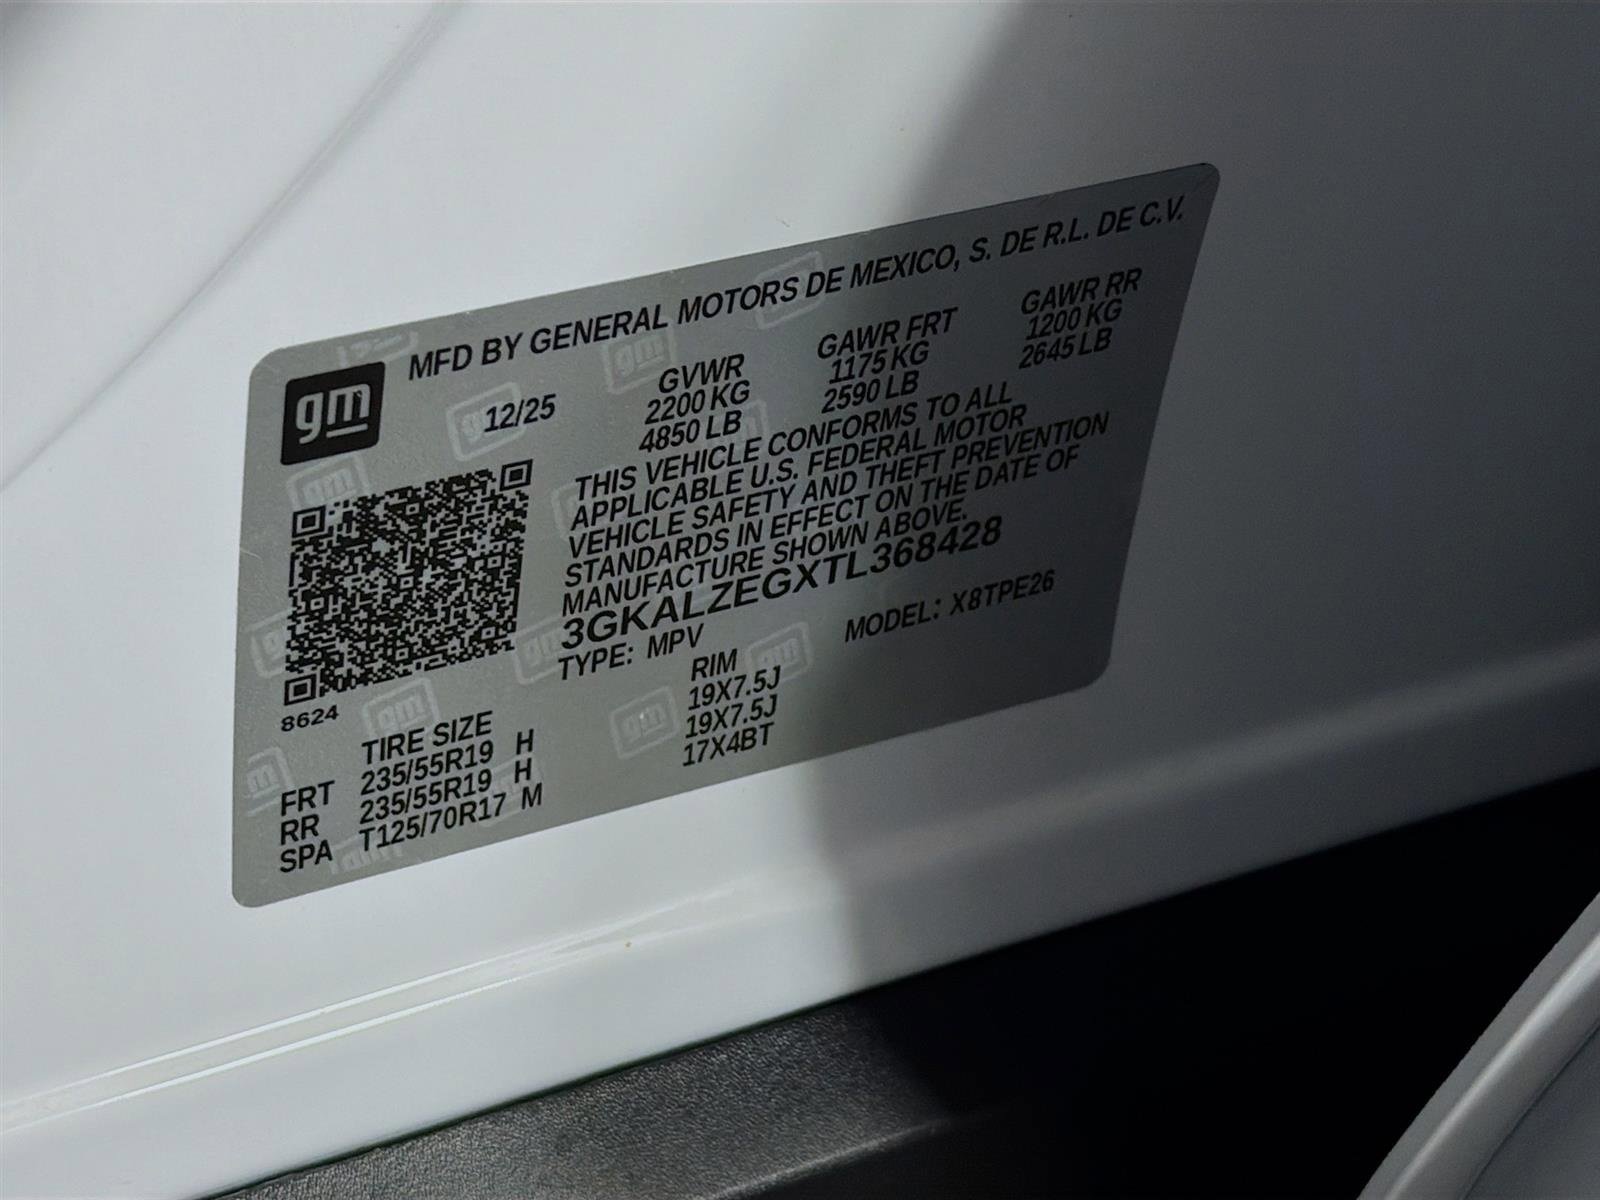 MFD BY GENERAL MOTORS DE MEXICO, S. DE R.L. DE C.V.
gm
12/25
GVWR GAWR FRT GAWR RR
2200 KG 1175 KG 1200 KG
4850 LB 2590 LB 2645 LB
THIS VEHICLE CONFORMS TO ALL
APPLICABLE U.S. FEDERAL MOTOR
VEHICLE SAFETY AND THEFT PREVENTION
STANDARDS IN EFFECT ON THE DATE OF
MANUFACTURE SHOWN ABOVE.
3GKALZEGXTL368428
TYPE: MPV MODEL: X8TPE26
8624
TIRE SIZE RIM
FRT 235/55R19 H 19X7.5J
RR 235/55R19 H 19X7.5J
SPA T125/70R17 M 17X4BT